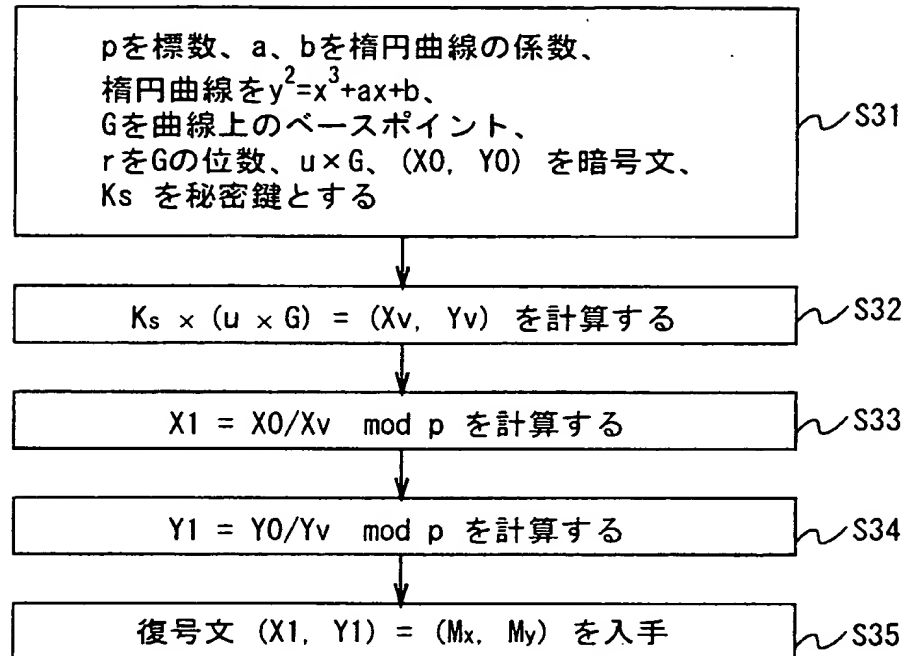 pを標数、a、bを楕円曲線の係数、
楕円曲線をy²=x³+ax+b、
Gを曲線上のベースポイント、
rをGの位数、u×G、(X0, Y0) を暗号文、
Ks を秘密鍵とする
S31
Ks × (u × G) = (Xv, Yv) を計算する
S32
X1 = X0/Xv mod p を計算する
S33
Y1 = Y0/Yv mod p を計算する
S34
復号文 (X1, Y1) = (Mx, My) を入手
S35